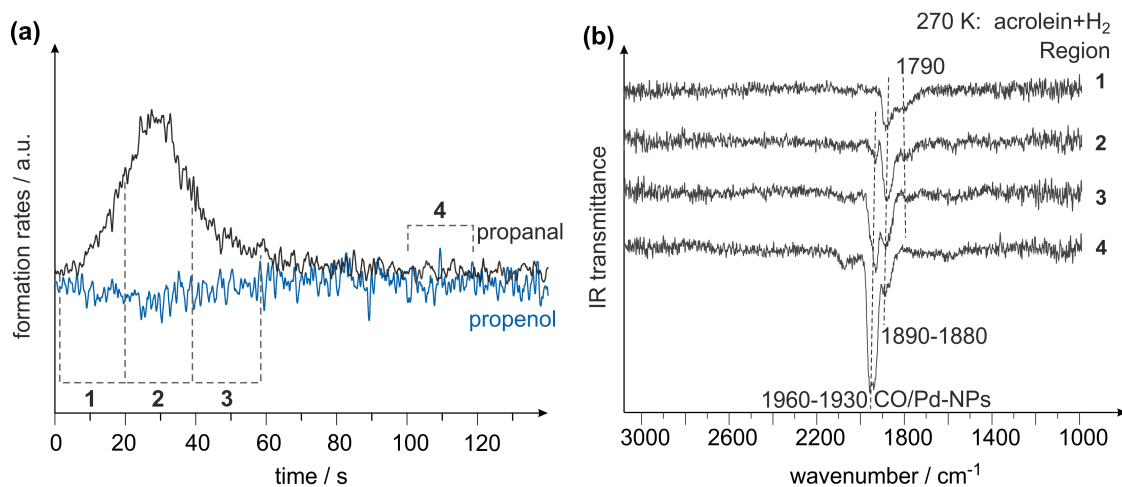 (a)
formation rates / a.u.
4
propanal
propenol
1 2 3
0 20 40 60 80 100 120
time / s
(b)
270 K: acrolein+H₂
Region
1790
1
2
3
4
IR transmittance
1890-1880
1960-1930 CO/Pd-NPs
3000 2600 2200 1800 1400 1000
wavenumber / cm⁻¹